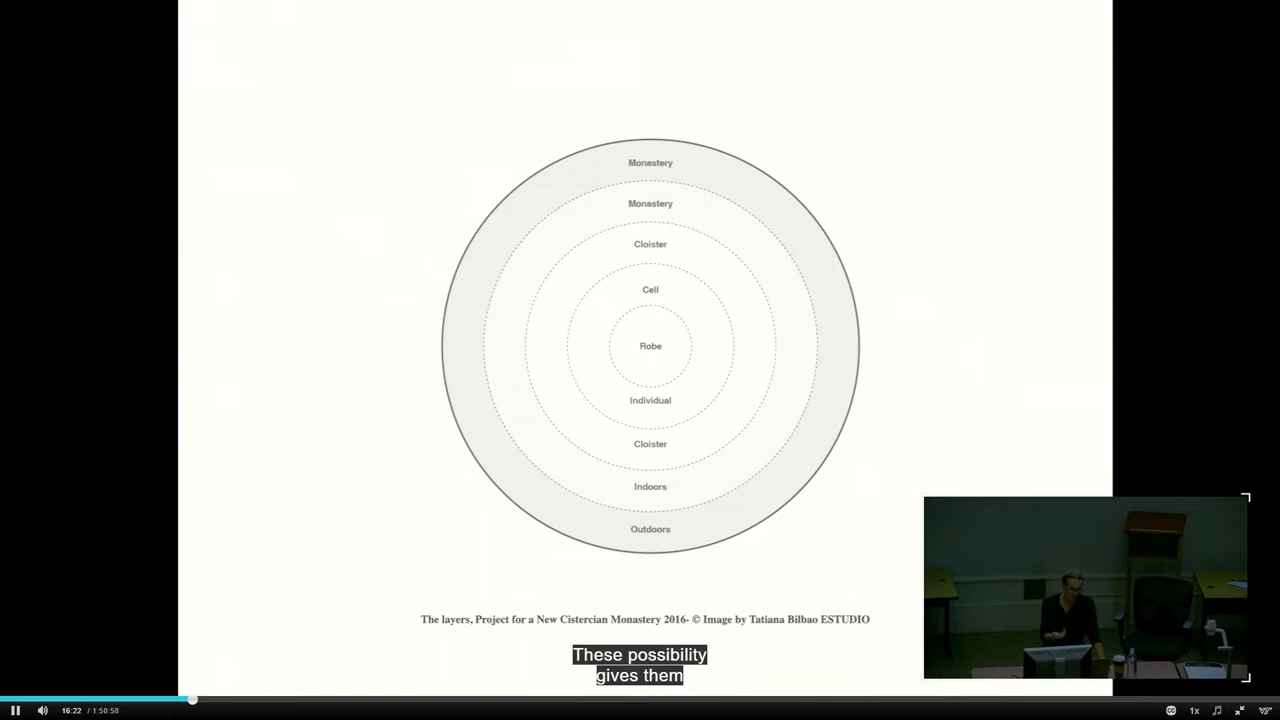 Monastery
Monastery
Cloister
Cell
Robe
Individual
Cloister
Indoors
Outdoors
The layers, Project for a New Cistercian Monastery 2016- © Image by Tatiana Bilbao ESTUDIO
These possibility
gives them
16:22 / 1:50:58
CC
1x